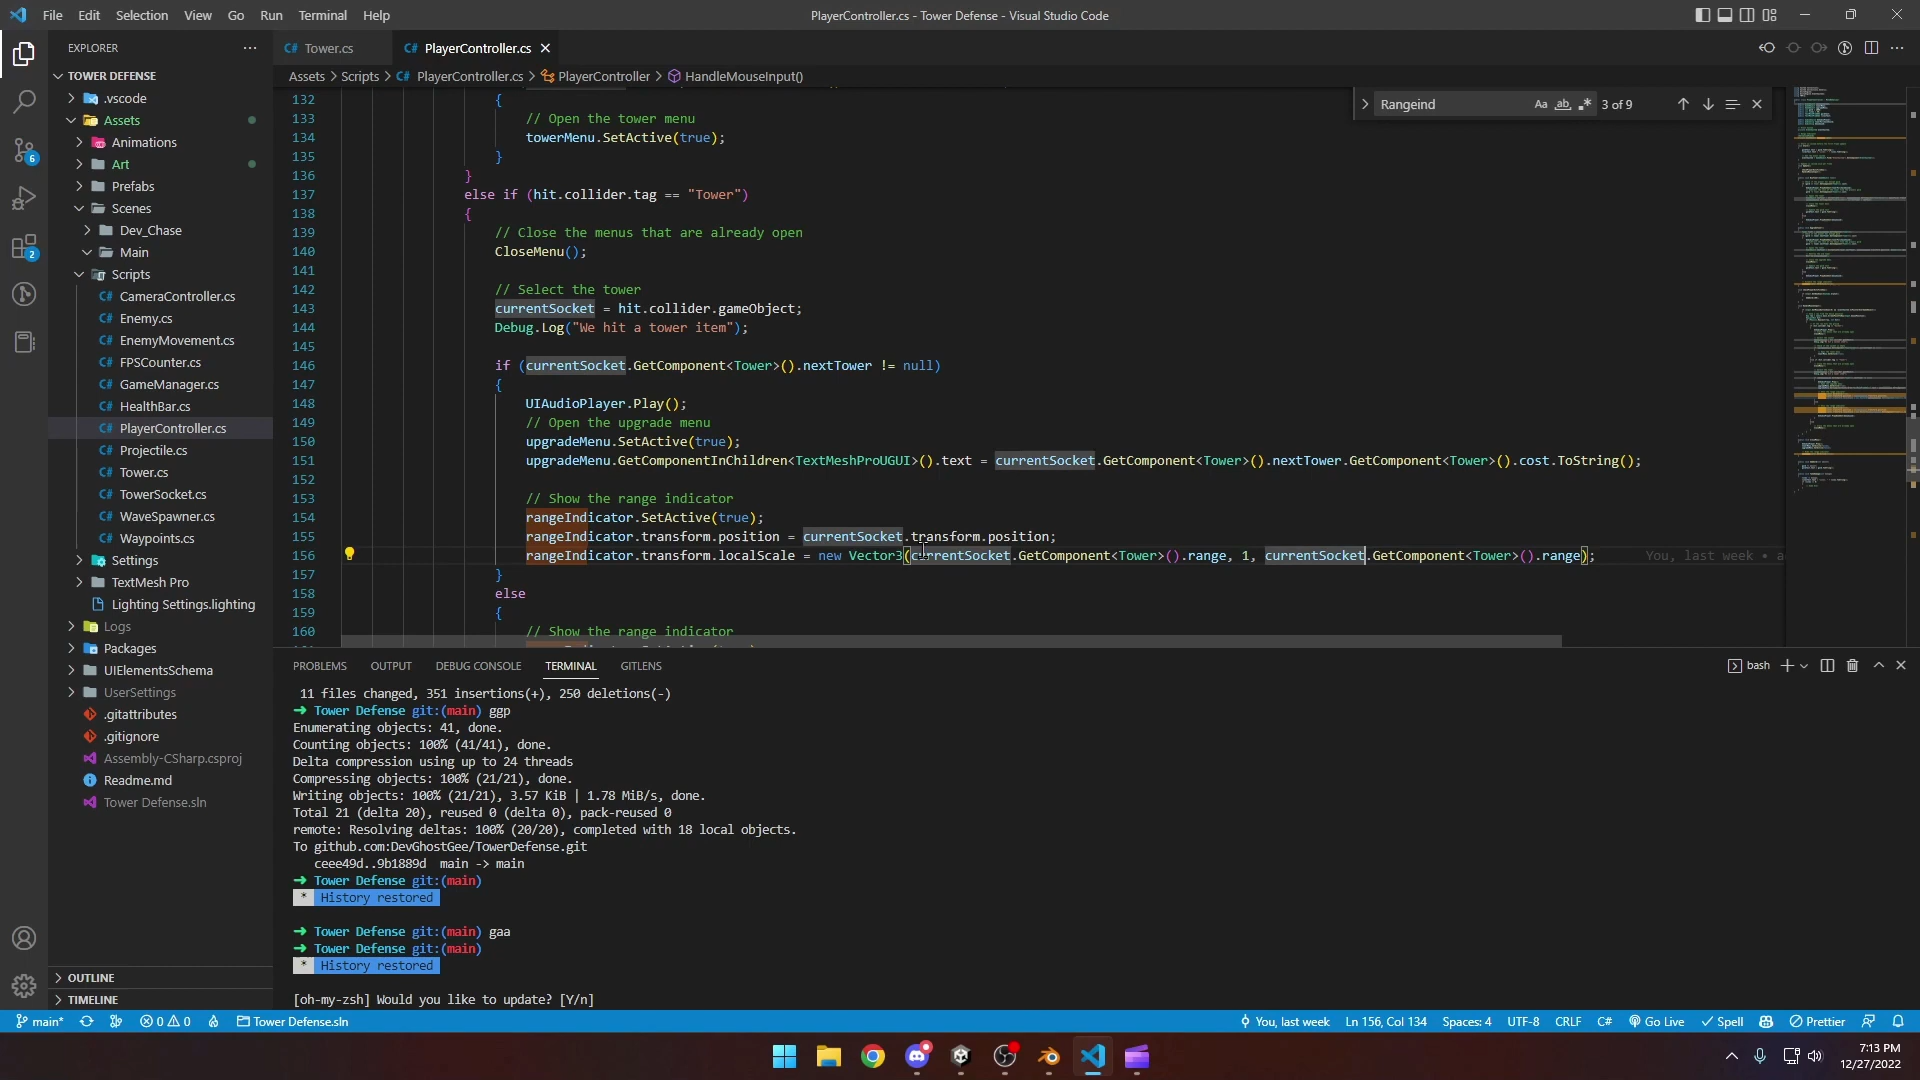 File Edit Selection View Go Run Terminal Help
PlayerController.cs - Tower Defense - Visual Studio Code
EXPLORER
TOWER DEFENSE
.vscode
Assets
Animations
Art
Prefabs
Scenes
Dev_Chase
Main
Scripts
CameraController.cs
Enemy.cs
EnemyMovement.cs
FPSCounter.cs
GameManager.cs
HealthBar.cs
PlayerController.cs
Projectile.cs
Tower.cs
TowerSocket.cs
WaveSpawner.cs
Waypoints.cs
Settings
TextMesh Pro
Lighting Settings.lighting
Logs
Packages
UIElementsSchema
UserSettings
.gitattributes
.gitignore
Assembly-CSharp.csproj
Readme.md
Tower Defense.sln
OUTLINE
TIMELINE
6
2
Tower.cs PlayerController.cs
Assets > Scripts > PlayerController.cs > PlayerController > HandleMouseInput()
Rangeind Aa ab 3 of 9
132 {
133 // Open the tower menu
134 towerMenu.SetActive(true);
135 }
136 }
137 else if (hit.collider.tag == "Tower")
138 {
139 // Close the menus that are already open
140 CloseMenu();
141
142 // Select the tower
143 currentSocket = hit.collider.gameObject;
144 Debug.Log("We hit a tower item");
145
146 if (currentSocket.GetComponent<Tower>().nextTower != null)
147 {
148 UIAudioPlayer.Play();
149 // Open the upgrade menu
150 upgradeMenu.SetActive(true);
151 upgradeMenu.GetComponentInChildren<TextMeshProUGUI>().text = currentSocket.GetComponent<Tower>().nextTower.GetComponent<Tower>().cost.ToString();
152
153 // Show the range indicator
154 rangeIndicator.SetActive(true);
155 rangeIndicator.transform.position = currentSocket.transform.position;
156 rangeIndicator.transform.localScale = new Vector3(currentSocket.GetComponent<Tower>().range, 1, currentSocket.GetComponent<Tower>().range); You, last week •
157 }
158 else
159 {
160 // Show the range indicator
PROBLEMS OUTPUT DEBUG CONSOLE TERMINAL GITLENS
bash
11 files changed, 351 insertions(+), 250 deletions(-)
➜ Tower Defense git:(main) ggp
Enumerating objects: 41, done.
Counting objects: 100% (41/41), done.
Delta compression using up to 24 threads
Compressing objects: 100% (21/21), done.
Writing objects: 100% (21/21), 3.57 KiB | 1.78 MiB/s, done.
Total 21 (delta 20), reused 0 (delta 0), pack-reused 0
remote: Resolving deltas: 100% (20/20), completed with 18 local objects.
To github.com:DevGhostGee/TowerDefense.git
ceee49d..9b1889d main -> main
➜ Tower Defense git:(main)
* History restored
➜ Tower Defense git:(main) gaa
➜ Tower Defense git:(main)
* History restored
[oh-my-zsh] Would you like to update? [Y/n]
main* 0 0 Tower Defense.sln
You, last week Ln 156, Col 134 Spaces: 4 UTF-8 CRLF C# Go Live Spell Prettier
7:13 PM
12/27/2022